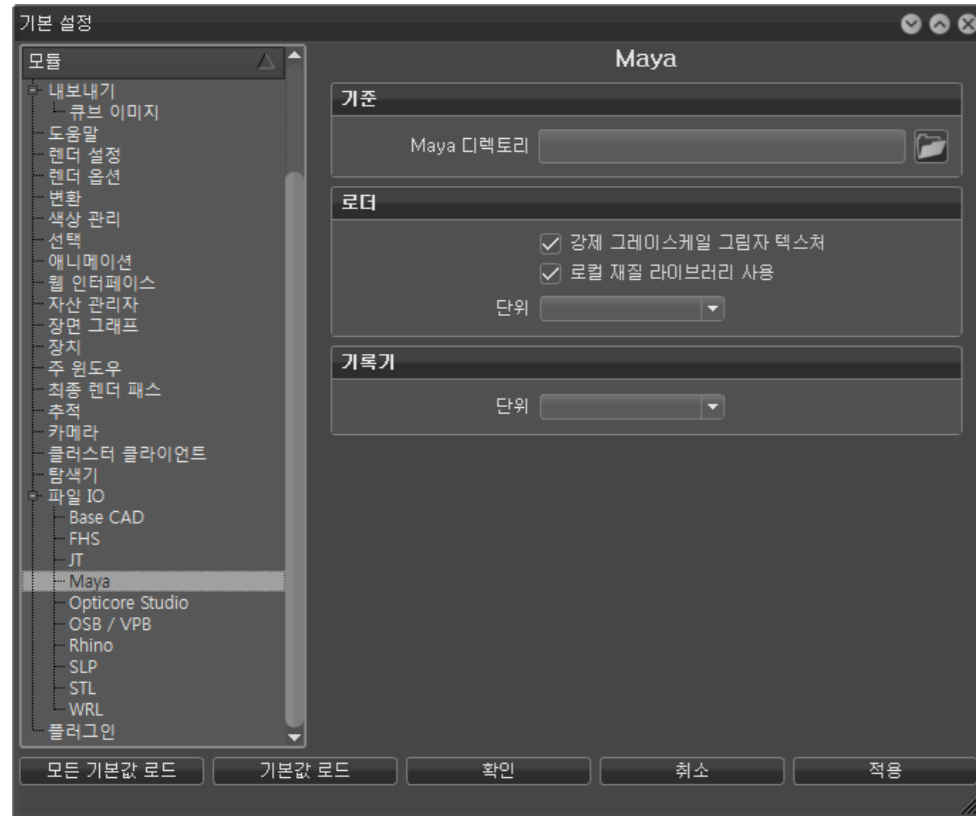 기본 설정
모듈
내보내기
큐브 이미지
도움말
렌더 설정
렌더 옵션
변환
색상 관리
선택
애니메이션
웹 인터페이스
자산 관리자
장면 그래프
장치
주 윈도우
최종 렌더 패스
추적
카메라
클러스터 클라이언트
탐색기
파일 IO
Base CAD
FHS
JT
Maya
Opticore Studio
OSB / VPB
Rhino
SLP
STL
WRL
플러그인
Maya
기준
Maya 디렉토리
로더
강제 그레이스케일 그림자 텍스처
로컬 재질 라이브러리 사용
단위
기록기
단위
모든 기본값 로드
기본값 로드
확인
취소
적용